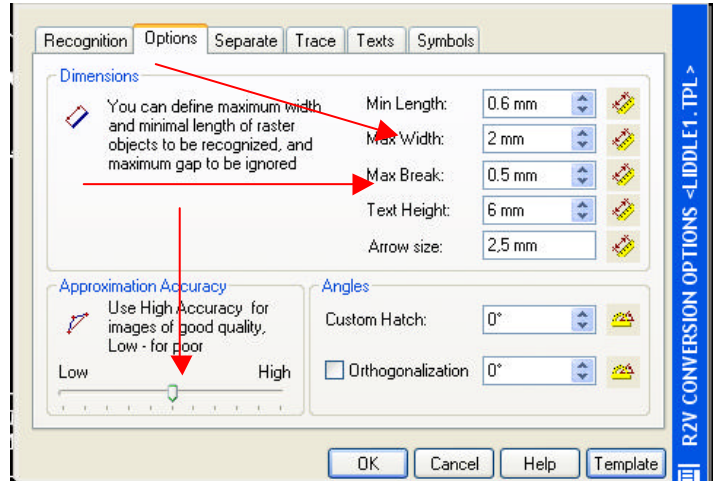 Recognition Options Separate Trace Texts Symbols
Dimensions
You can define maximum width
and minimal length of raster
objects to be recognized, and
maximum gap to be ignored
Min Length: 0.6 mm
Max Width: 2 mm
Max Break: 0.5 mm
Text Height: 6 mm
Arrow size: 2,5 mm
Approximation Accuracy
Use High Accuracy for
images of good quality,
Low - for poor
Low High
Angles
Custom Hatch: 0°
Orthogonalization 0°
OK Cancel Help Template
R2V CONVERSION OPTIONS <LIDDLE1.TPL>